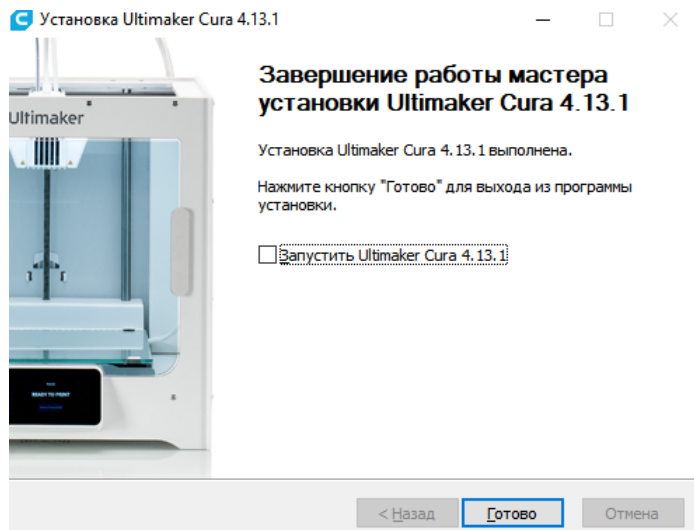 Установка Ultimaker Cura 4.13.1
Ultimaker
Завершение работы мастера
установки Ultimaker Cura 4.13.1
Установка Ultimaker Cura 4.13.1 выполнена.
Нажмите кнопку "Готово" для выхода из программы
установки.
Запустить Ultimaker Cura 4.13.1
READY TO PRINT
< Назад
Готово
Отмена